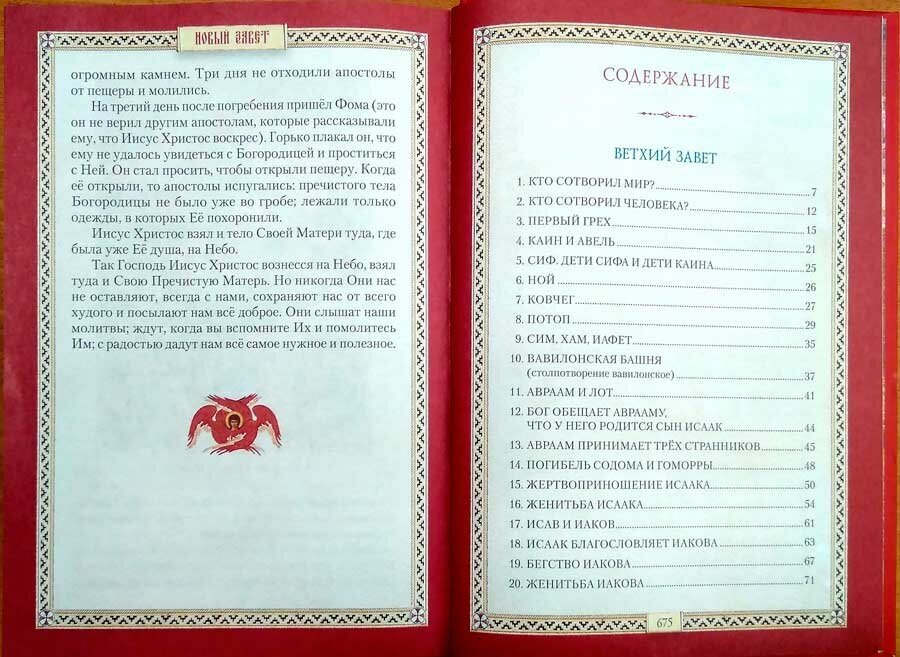 НОВЫЙ ЗАВЕТ
огромным камнем. Три дня не отходили апостолы
от пещеры и молились.
На третий день после погребения пришёл Фома (это
он не верил другим апостолам, которые рассказывали
ему, что Иисус Христос воскрес). Горько плакал он, что
ему не удалось увидеться с Богородицей и проститься
с Ней. Он стал просить, чтобы открыли пещеру. Когда
её открыли, то апостолы испугались: пречистого тела
Богородицы не было уже во гробе; лежали только
одежды, в которых Её похоронили.
Иисус Христос взял и тело Своей Матери туда, где
была уже Её душа, на Небо.
Так Господь Иисус Христос вознесся на Небо, взял
туда и Свою Пречистую Матерь. Но никогда Они нас
не оставляют, всегда с нами, сохраняют нас от всего
худого и посылают нам всё доброе. Они слышат наши
молитвы; ждут, когда вы вспомните Их и помолитесь
Им; с радостью дадут нам всё самое нужное и полезное.
СОДЕРЖАНИЕ
ВЕТХИЙ ЗАВЕТ
1. КТО СОТВОРИЛ МИР? 7
2. КТО СОТВОРИЛ ЧЕЛОВЕКА? 12
3. ПЕРВЫЙ ГРЕХ 15
4. КАИН И АВЕЛЬ 21
5. СИФ. ДЕТИ СИФА И ДЕТИ КАИНА 25
6. НОЙ 26
7. КОВЧЕГ 27
8. ПОТОП 29
9. СИМ, ХАМ, ИАФЕТ 35
10. ВАВИЛОНСКАЯ БАШНЯ
(столпотворение вавилонское) 37
11. АВРААМ И ЛОТ 41
12. БОГ ОБЕЩАЕТ АВРААМУ,
ЧТО У НЕГО РОДИТСЯ СЫН ИСААК 44
13. АВРААМ ПРИНИМАЕТ ТРЁХ СТРАННИКОВ 45
14. ПОГИБЕЛЬ СОДОМА И ГОМОРРЫ 48
15. ЖЕРТВОПРИНОШЕНИЕ ИСААКА 50
16. ЖЕНИТЬБА ИСААКА 54
17. ИСАВ И ИАКОВ 61
18. ИСААК БЛАГОСЛОВЛЯЕТ ИАКОВА 63
19. БЕГСТВО ИАКОВА 67
20. ЖЕНИТЬБА ИАКОВА 71
675